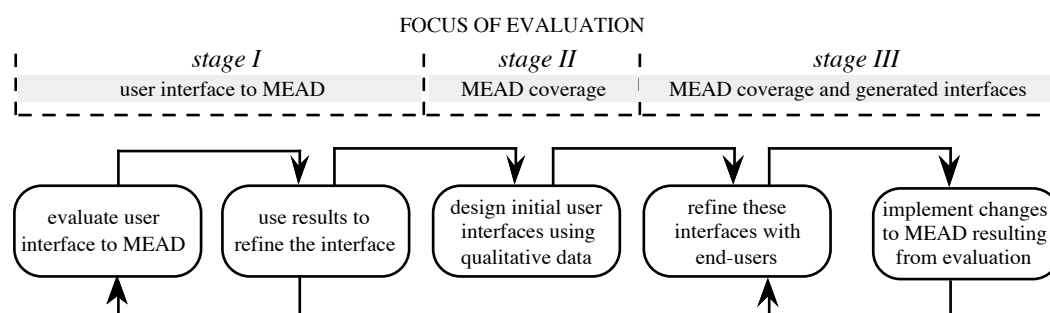 FOCUS OF EVALUATION
stage I
stage II
stage III
user interface to MEAD
MEAD coverage
MEAD coverage and generated interfaces
evaluate user
interface to MEAD
use results to
refine the interface
design initial user
interfaces using
qualitative data
refine these
interfaces with
end-users
implement changes
to MEAD resulting
from evaluation